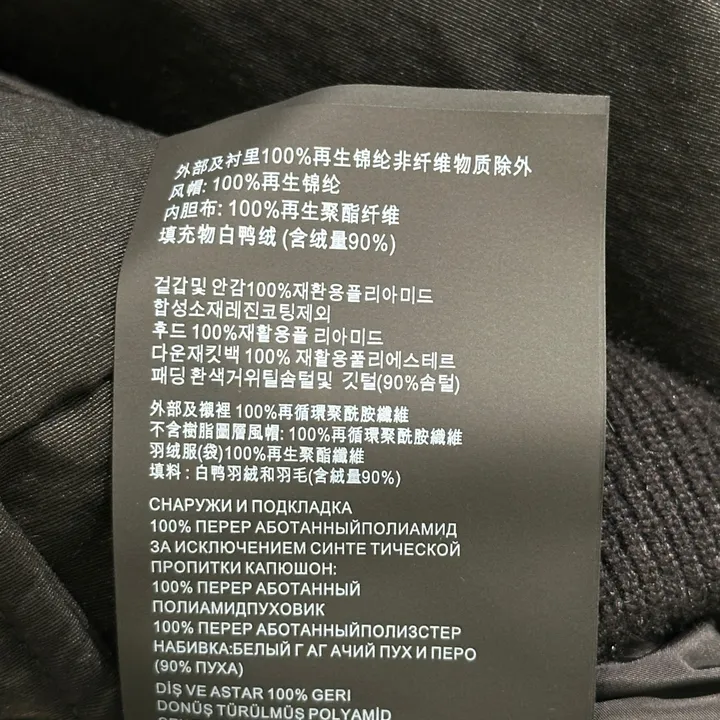 外部及衬里100%再生锦纶非纤维物质除外
风帽: 100%再生锦纶
内胆布: 100%再生聚酯纤维
填充物白鸭绒 (含绒量90%)
겉갑및 안감100%재환용폴리아미드
합성소재레진코팅제외
후드 100%재활용폴 리아미드
다운재킷백 100% 재활용폴리에스테르
패딩 환색거위틸솜털및 깃털(90%솜털)
外部及襯裡 100%再循環聚酰胺纖維
不含樹脂圖層風帽: 100%再循環聚酰胺纖維
羽绒服(袋)100%再生聚酯纖維
填料 : 白鸭羽絨和羽毛(含絨量90%)
СНАРУЖИ И ПОДКЛАДКА
100% ПЕРЕР АБОТАННЫЙПОЛИАМИД
ЗА ИСКЛЮЧЕНИЕМ СИНТЕ ТИЧЕСКОЙ
ПРОПИТКИ КАПЮШОН:
100% ПЕРЕР АБОТАННЫЙ
ПОЛИАМИДПУХОВИК
100% ПЕРЕР АБОТАННЫЙПОЛИЗСТЕР
НАБИВКА:БЕЛЫЙ Г АГ АЧИЙ ПУХ И ПЕРО
(90% ПУХА)
DİŞ VE ASTAR 100% GERI
DONÜŞ TÜRÜLMÜŞ POLYAMİD